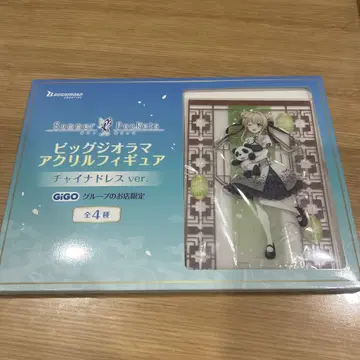 Summer Pockets
ビッグジオラマ
アクリルフィギュア
チャイナドレス ver.
GiGO グループのお店限定
全4種